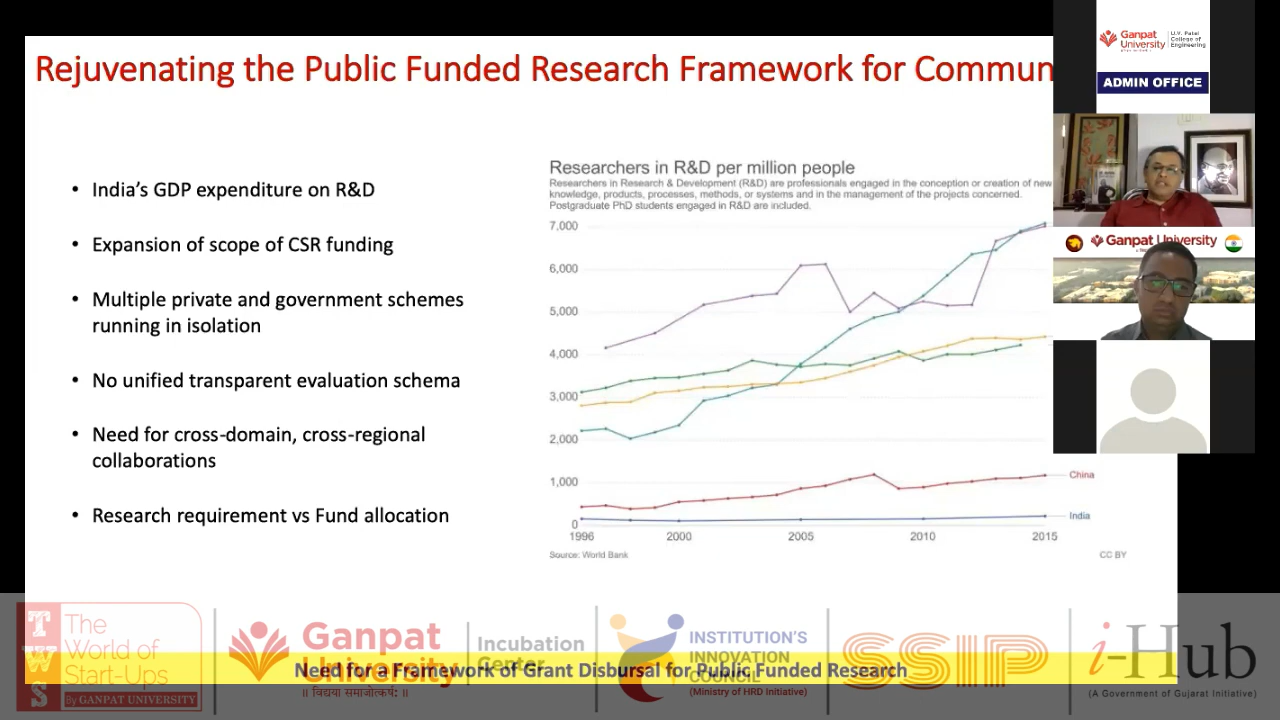 Rejuvenating the Public Funded Research Framework for Commun
• India's GDP expenditure on R&D
• Expansion of scope of CSR funding
• Multiple private and government schemes
running in isolation
• No unified transparent evaluation schema
• Need for cross-domain, cross-regional
collaborations
• Research requirement vs Fund allocation
Researchers in R&D per million people
Researchers in Research & Development (R&D) are professionals engaged in the conception or creation of new
knowledge, products, processes, methods, or systems and in the management of the projects concerned.
Postgraduate PhD students engaged in R&D are included.
7,000
6,000
5,000
4,000
3,000
2,000
1,000
0
1996 2000 2005 2010 2015
China
India
Source: World Bank
CC BY
Ganpat
University
U.V. Patel
College of
Engineering
ADMIN OFFICE
Ganpat University
TWS
The
World of
Start-Ups
By GANPAT UNIVERSITY
Ganpat
University
॥ विद्यया समाजोत्कर्षः ॥
Incubation
Center
INSTITUTION'S
INNOVATION
COUNCIL
(Ministry of HRD Initiative)
SSIP
i-Hub
(A Government of Gujarat Initiative)
Need for a Framework of Grant Disbursal for Public Funded Research